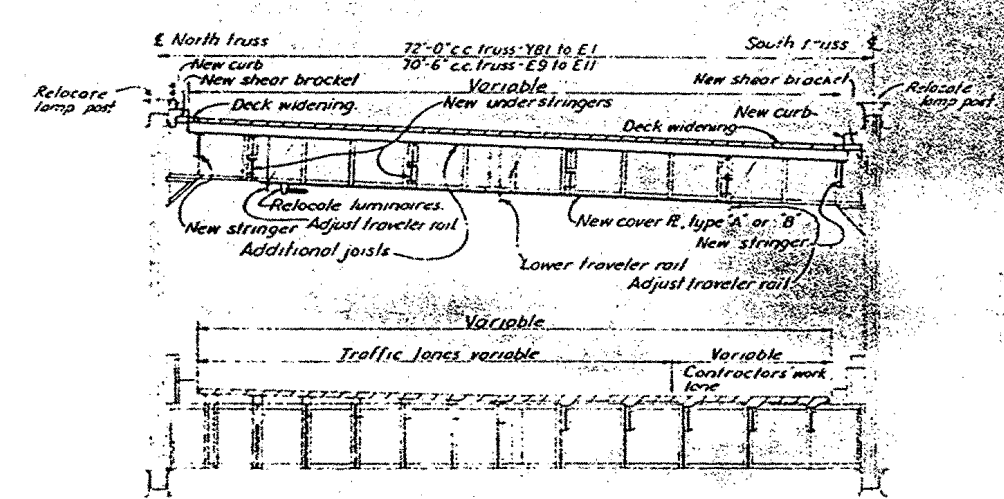 ℄ North truss
72'-0" c.c. truss-YB1 to E1
70'-6" c.c. truss-E9 to E11
South truss ℄
New curb
New shear bracket
Variable
New shear bracket
Relocate
lamp post
Relocate
lamp post
Deck widening
New under stringers
New curb
Deck widening
Relocate luminaires
New stringer
Adjust traveler rail
Additional joists
New cover ℄, type "A" or "B"
New stringer
Lower traveler rail
Adjust traveler rail
Variable
Traffic lanes variable
Variable
Contractors' work
lane